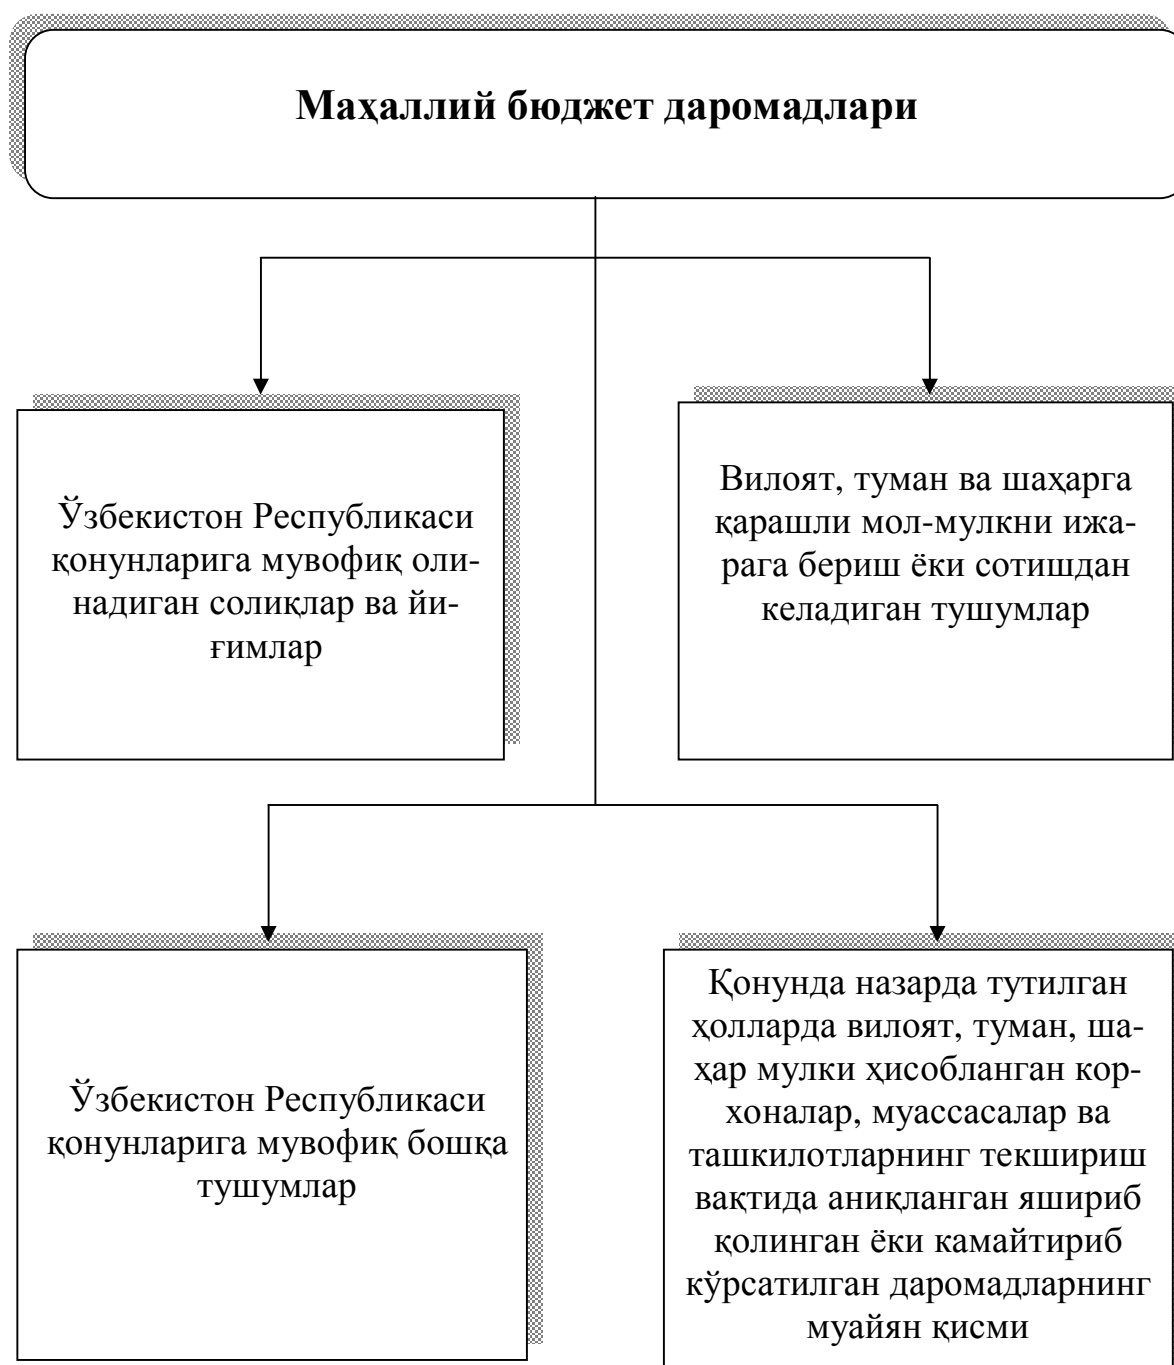 Маҳаллий бюджет даромадлари
Ўзбекистон Республикаси
қонунларига мувофиқ оли-
надиган солиқлар ва йи-
ғимлар
Вилоят, туман ва шаҳарга
қарашли мол-мулкни ижа-
рага бериш ёки сотишдан
келадиган тушумлар
Ўзбекистон Республикаси
қонунларига мувофиқ бошқа
тушумлар
Қонунда назарда тутилган
ҳолларда вилоят, туман, ша-
ҳар мулки ҳисобланган кор-
хоналар, муассасалар ва
ташкилотларнинг текшириш
вақтида аниқланган яшириб
қолинган ёки камайтириб
кўрсатилган даромадларнинг
муайян қисми